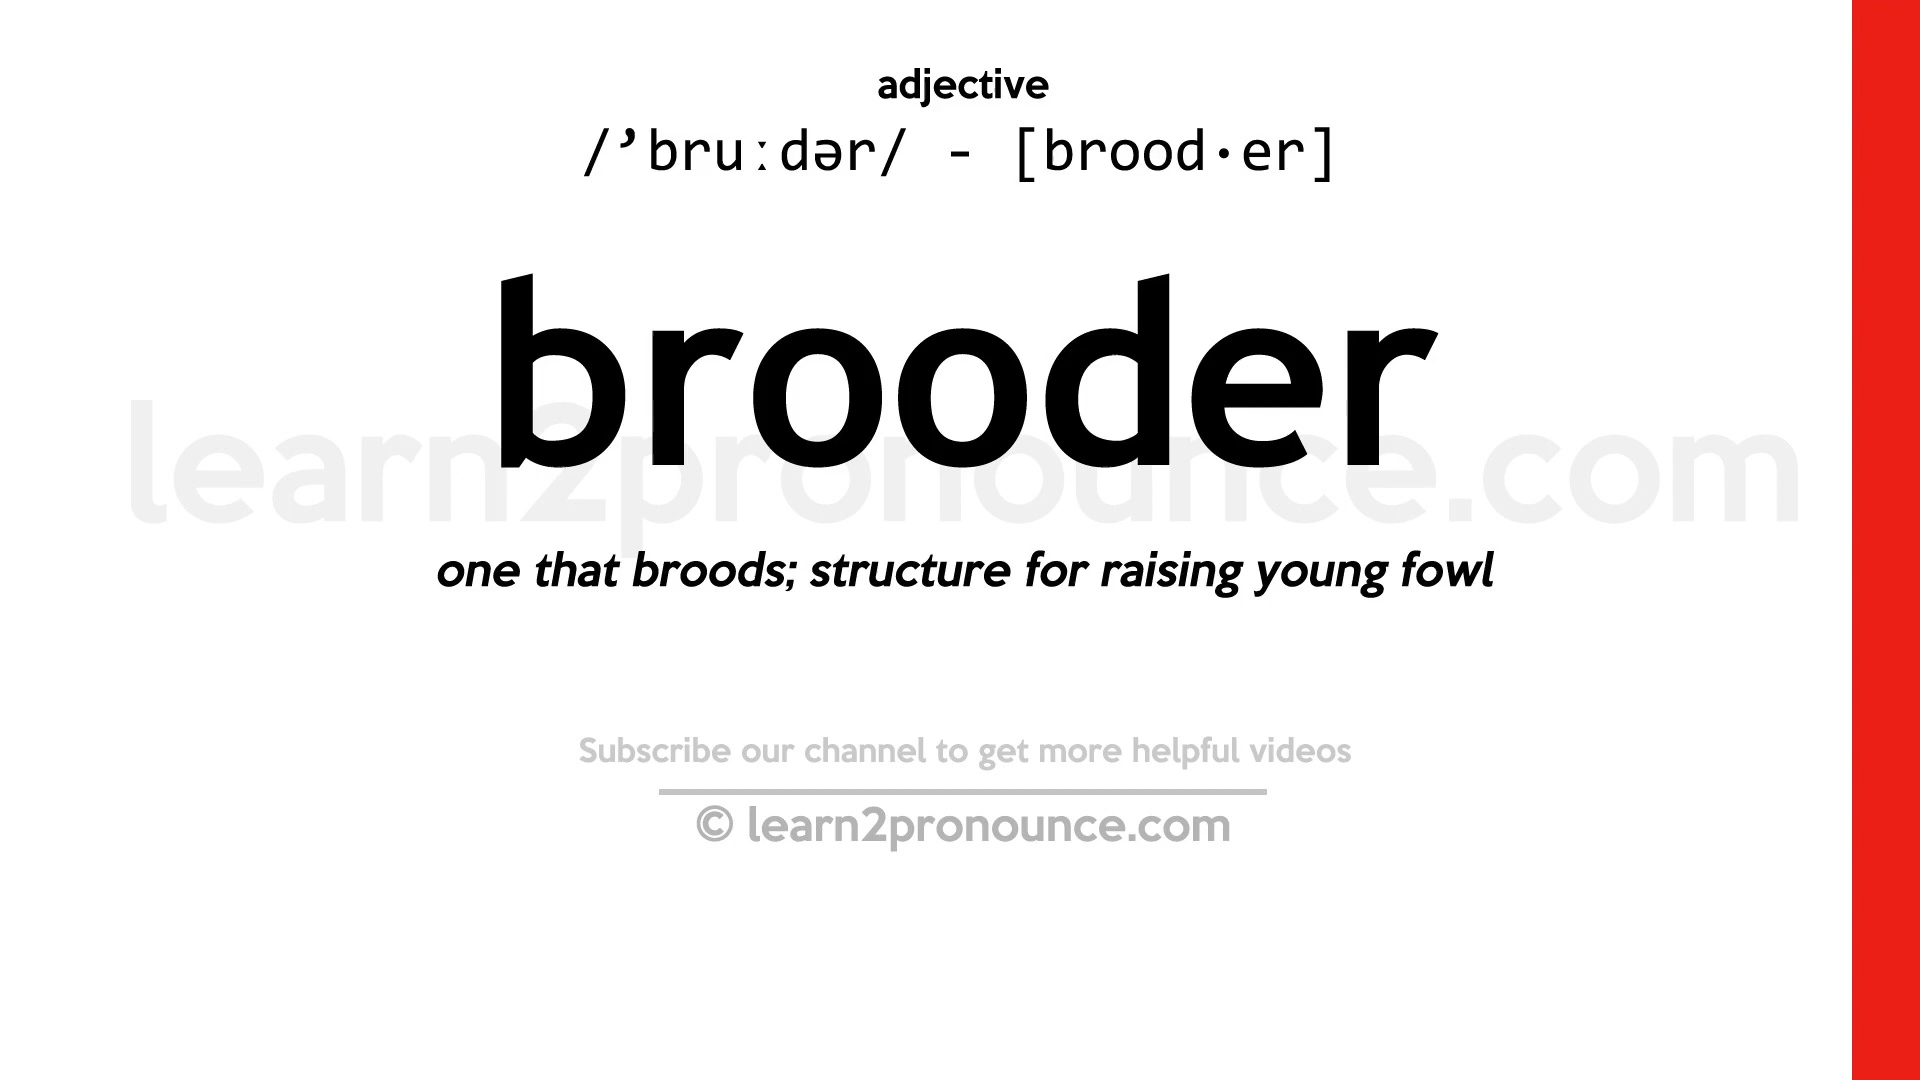 adjective
/’bruːdər/ - [brood·er]
brooder
learn2pronounce.com
one that broods; structure for raising young fowl
Subscribe our channel to get more helpful videos
© learn2pronounce.com